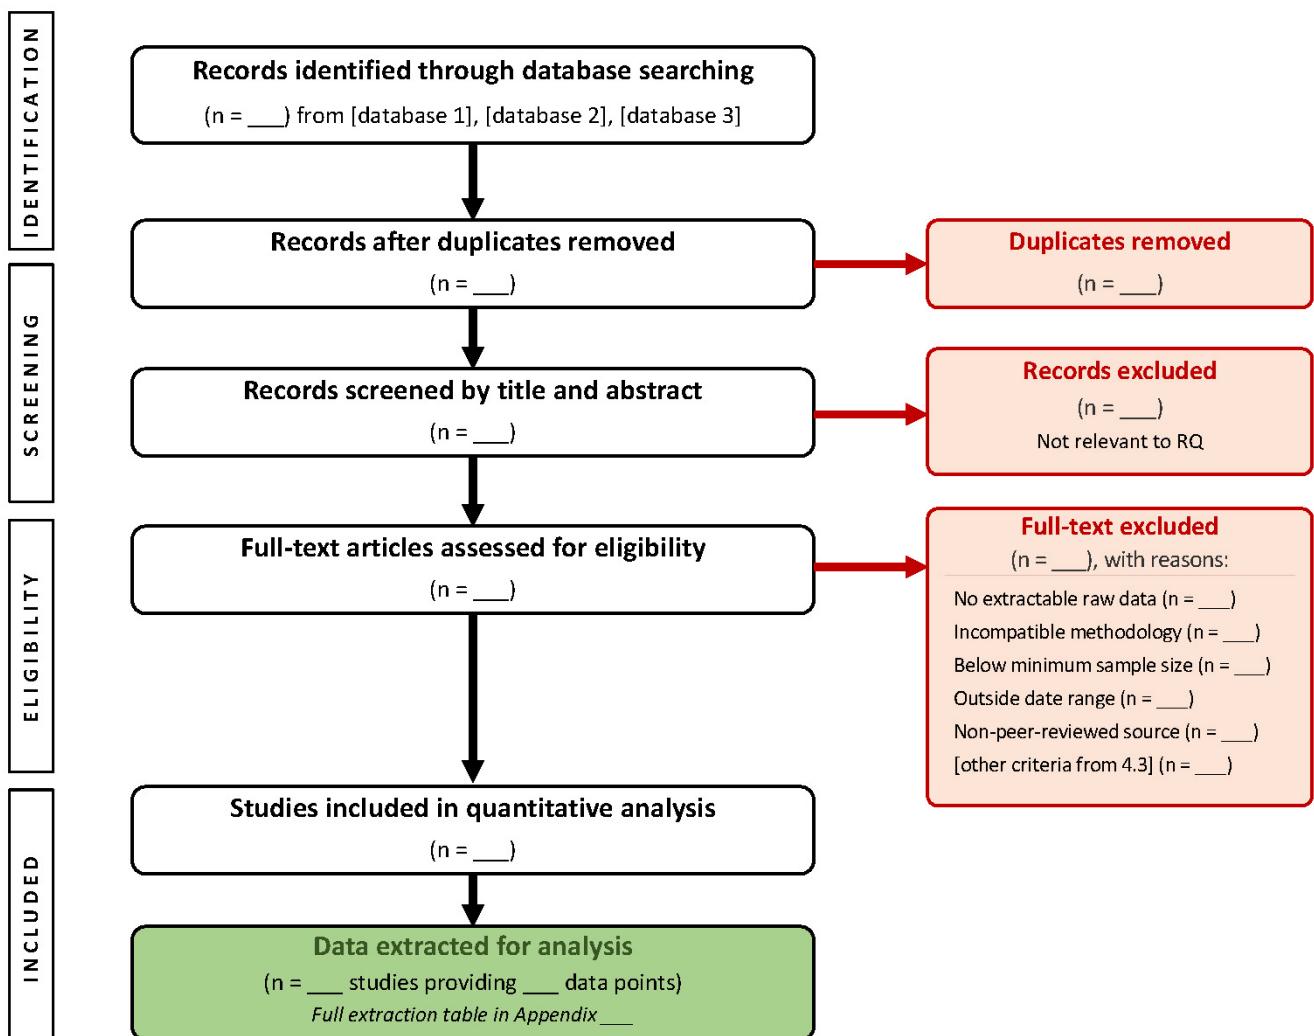 IDENTIFICATION
Records identified through database searching
(n = ___) from [database 1], [database 2], [database 3]
Records after duplicates removed
(n = ___)
Duplicates removed
(n = ___)
SCREENING
Records screened by title and abstract
(n = ___)
Records excluded
(n = ___)
Not relevant to RQ
ELIGIBILITY
Full-text articles assessed for eligibility
(n = ___)
Full-text excluded
(n = ___), with reasons:
No extractable raw data (n = ___)
Incompatible methodology (n = ___)
Below minimum sample size (n = ___)
Outside date range (n = ___)
Non-peer-reviewed source (n = ___)
[other criteria from 4.3] (n = ___)
INCLUDED
Studies included in quantitative analysis
(n = ___)
Data extracted for analysis
(n = ___ studies providing ___ data points)
Full extraction table in Appendix ___